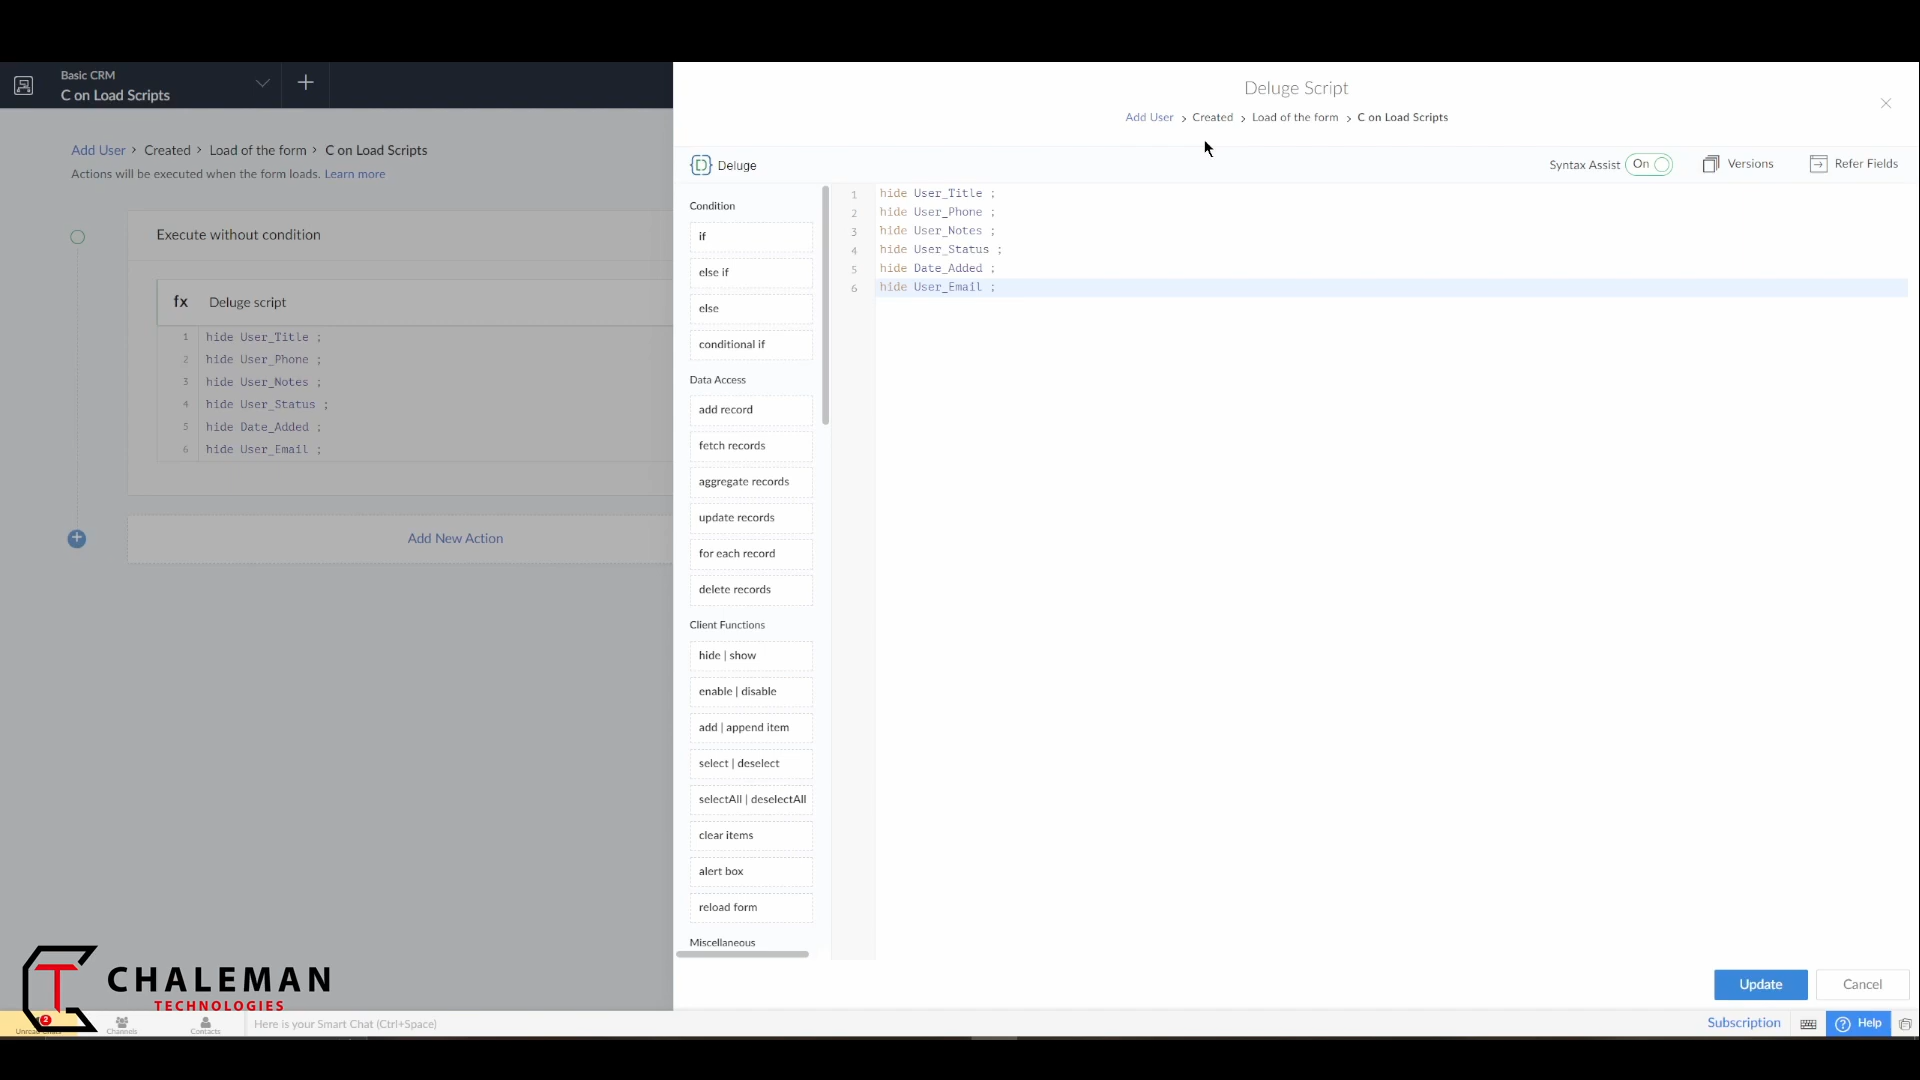 Basic CRM
C on Load Scripts
Add User > Created > Load of the form > C on Load Scripts
Actions will be executed when the form loads. Learn more
Execute without condition
fx Deluge script
1 hide User_Title ;
2 hide User_Phone ;
3 hide User_Notes ;
4 hide User_Status ;
5 hide Date_Added ;
6 hide User_Email ;
Add New Action
Deluge Script
Add User > Created > Load of the form > C on Load Scripts
Deluge
Syntax Assist On
Versions
Refer Fields
Condition
if
else if
else
conditional if
Data Access
add record
fetch records
aggregate records
update records
for each record
delete records
Client Functions
hide | show
enable | disable
add | append item
select | deselect
selectAll | deselectAll
clear items
alert box
reload form
Miscellaneous
1 hide User_Title ;
2 hide User_Phone ;
3 hide User_Notes ;
4 hide User_Status ;
5 hide Date_Added ;
6 hide User_Email ;
Update
Cancel
CHALEMAN
TECHNOLOGIES
2
Channels
Contacts
Here is your Smart Chat (Ctrl+Space)
Subscription
Help